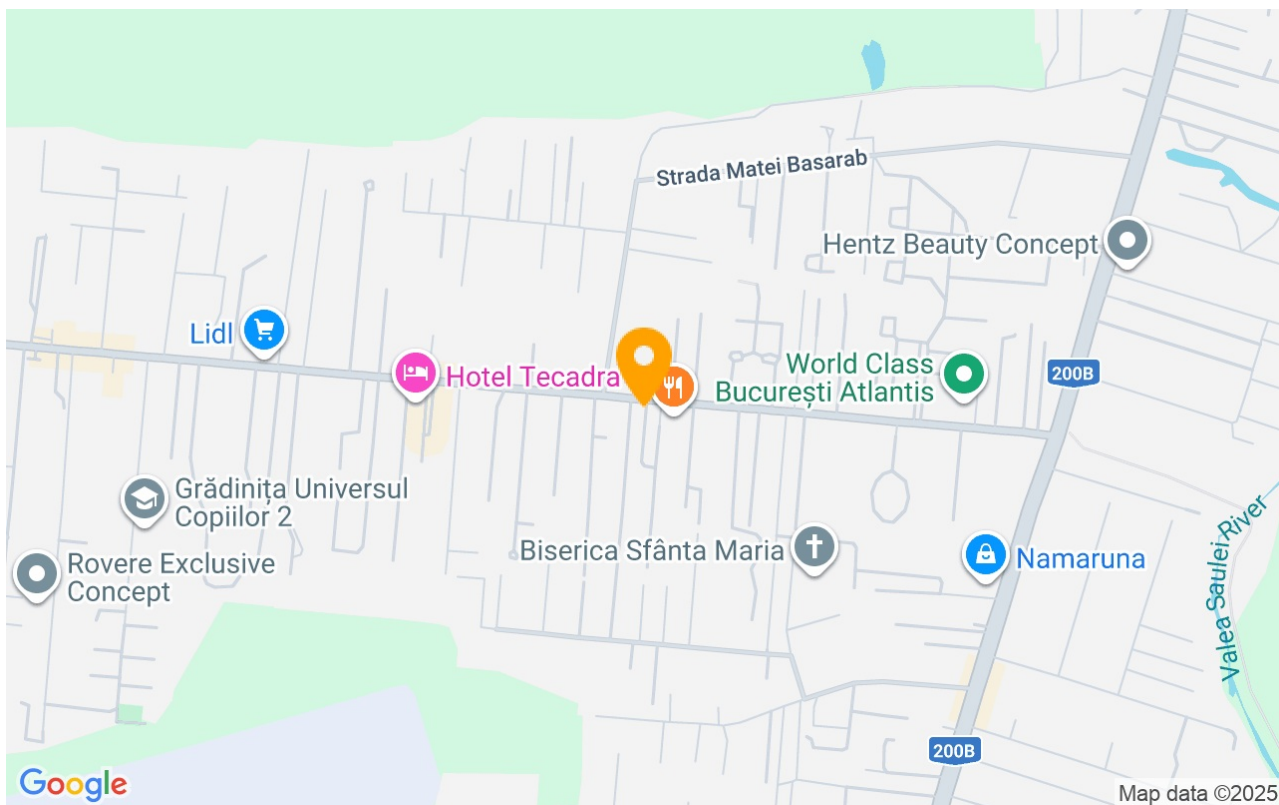 Strada Matei Basarab
Hentz Beauty Concept
Lidl
Hotel Tecadra
World Class
București Atlantis
200B
Grădinița Universul
Copiilor 2
Rovere Exclusive
Concept
Biserica Sfânta Maria
Namaruna
Valea Saulei River
200B
Google
Map data ©2025